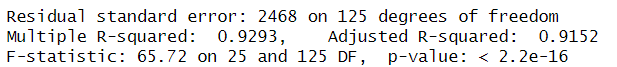 Residual standard error: 2468 on 125 degrees of freedom
Multiple R-squared:  0.9293,    Adjusted R-squared:  0.9152
F-statistic: 65.72 on 25 and 125 DF,  p-value: < 2.2e-16